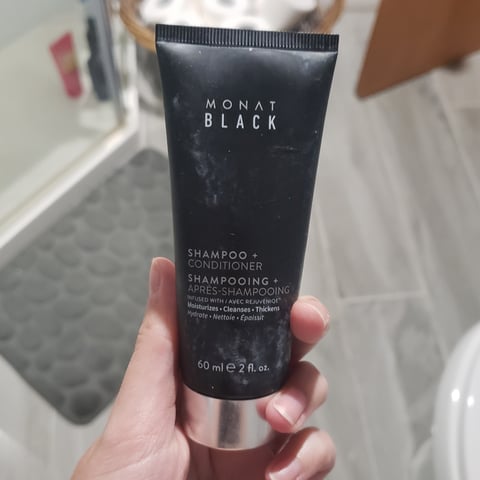 MONAT
BLACK
SHAMPOO +
CONDITIONER
SHAMPOOING +
APRÈS-SHAMPOOING
INFUSED WITH / AVEC REJUVENIQE™
Moisturizes • Cleanses • Thickens
Hydrate • Nettoie • Épaissit
60 ml e 2 fl. oz.